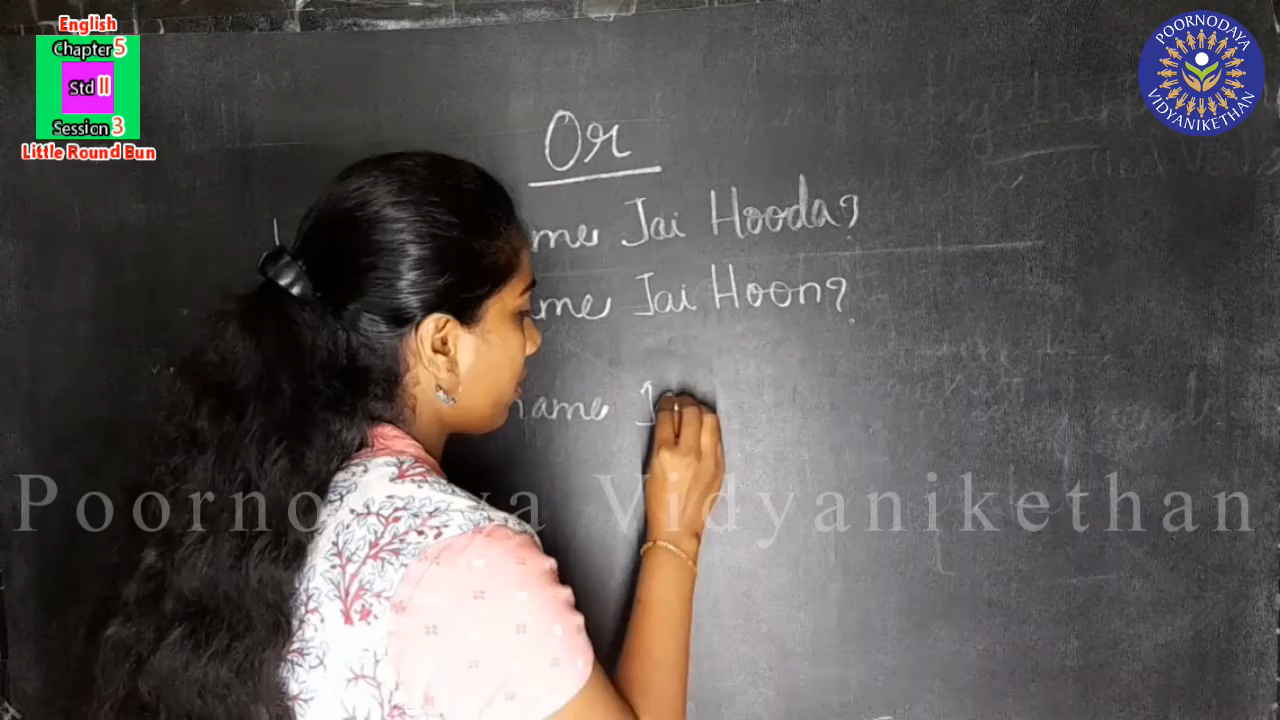 English
Chapter 5
Std II
Session 3
Little Round Bun
POORNODAYA VIDYANIKETHAN
Or
me Jai Hooda?
ame Jai Hoon?
name J
Poornodaya Vidyanikethan